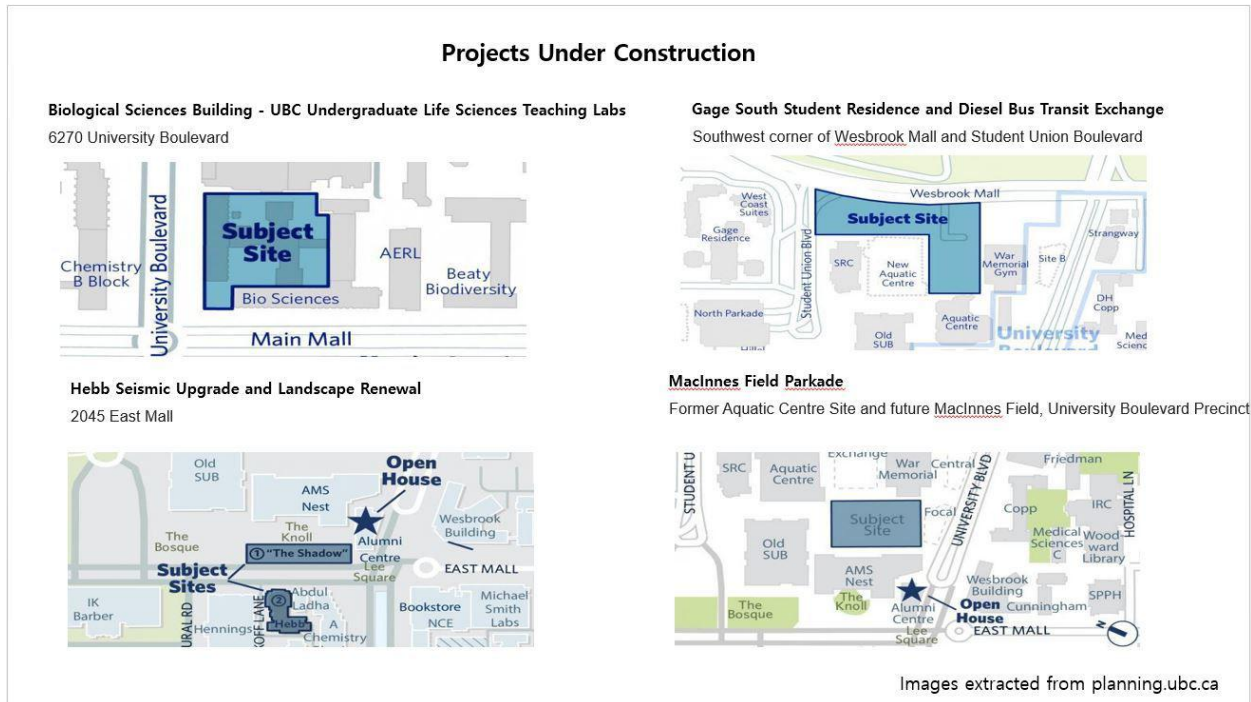 Projects Under Construction
Biological Sciences Building - UBC Undergraduate Life Sciences Teaching Labs
6270 University Boulevard
University Boulevard
Subject
Site
Chemistry
B Block
AERL
Beaty
Biodiversity
Bio Sciences
Main Mall
Gage South Student Residence and Diesel Bus Transit Exchange
Southwest corner of Wesbrook Mall and Student Union Boulevard
Wesbrook Mall
West
Coast
Suites
Gage
Residence
Student Union Blvd
Subject Site
SRC
New
Aquatic
Centre
War
Memorial
Gym
Site B
Strangway
North Parkade
Old
SUB
Aquatic
Centre
University
DH
Copp
Med
Scienc
Hebb Seismic Upgrade and Landscape Renewal
2045 East Mall
Old
SUB
Open
House
AMS
Nest
The
Knoll
The
Bosque
Alumni
Centre
Lee
Square
Wesbrook
Building
1 "The Shadow"
EAST MALL
Subject
Sites
IK
Barber
URAL RD
Hennings
KOFF LANE
2
"Hebb"
Abdul
Ladha
A
Chemistry
Bookstore
NCE
Michael
Smith
Labs
MacInnes Field Parkade
Former Aquatic Centre Site and future MacInnes Field, University Boulevard Precinct
STUDENT U
SRC
Aquatic
Centre
Exchange
War
Memorial
Central
UNIVERSITY BLVD
Friedman
Subject
Site
Focal
Copp
IRC
HOSPITAL LN
Old
SUB
Medical
Sciences
C
Wood-
ward
Library
AMS
Nest
The
Knoll
The
Bosque
Alumni
Centre
Lee
Square
Open
House
Wesbrook
Building
Cunningham
SPPH
EAST MALL
N
Images extracted from planning.ubc.ca